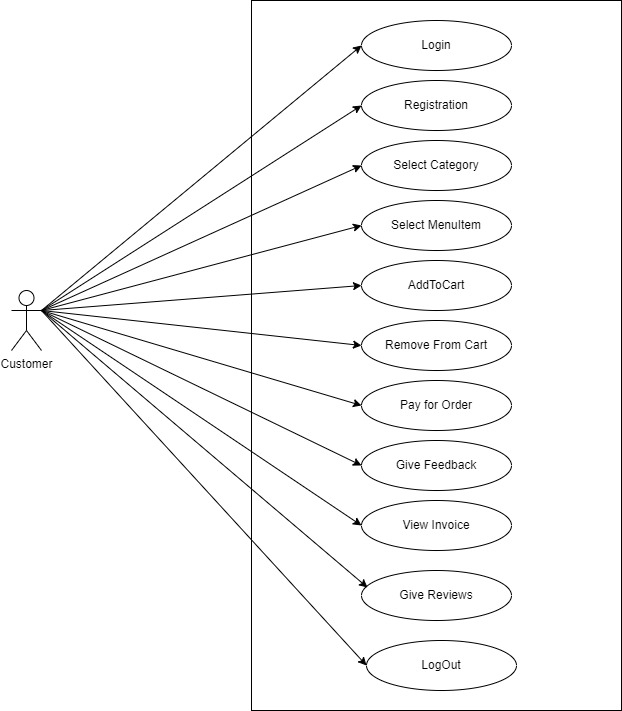 Login
Registration
Select Category
Select MenuItem
AddToCart
Remove From Cart
Customer
Pay for Order
Give Feedback
View Invoice
Give Reviews
LogOut